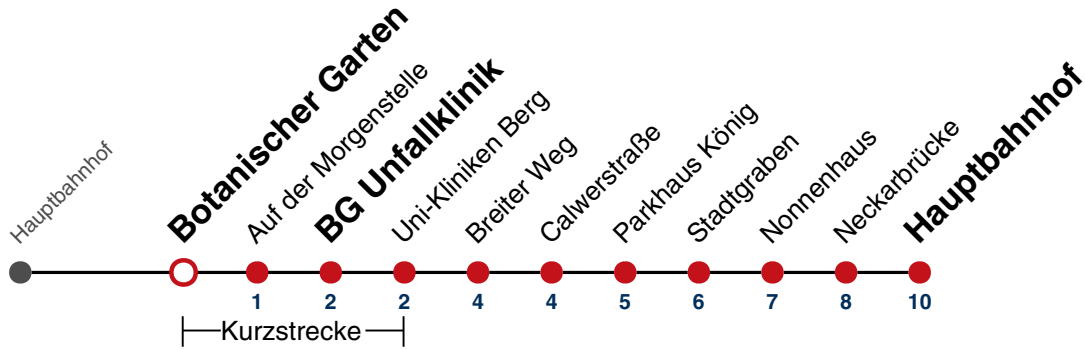 Hauptbahnhof
Botanischer Garten
Auf der Morgenstelle
BG Unfallklinik
Uni-Kliniken Berg
Breiter Weg
Calwerstraße
Parkhaus König
Stadtgraben
Nonnenhaus
Neckarbrücke
Hauptbahnhof
1 2 2 4 4 5 6 7 8 10
Kurzstrecke